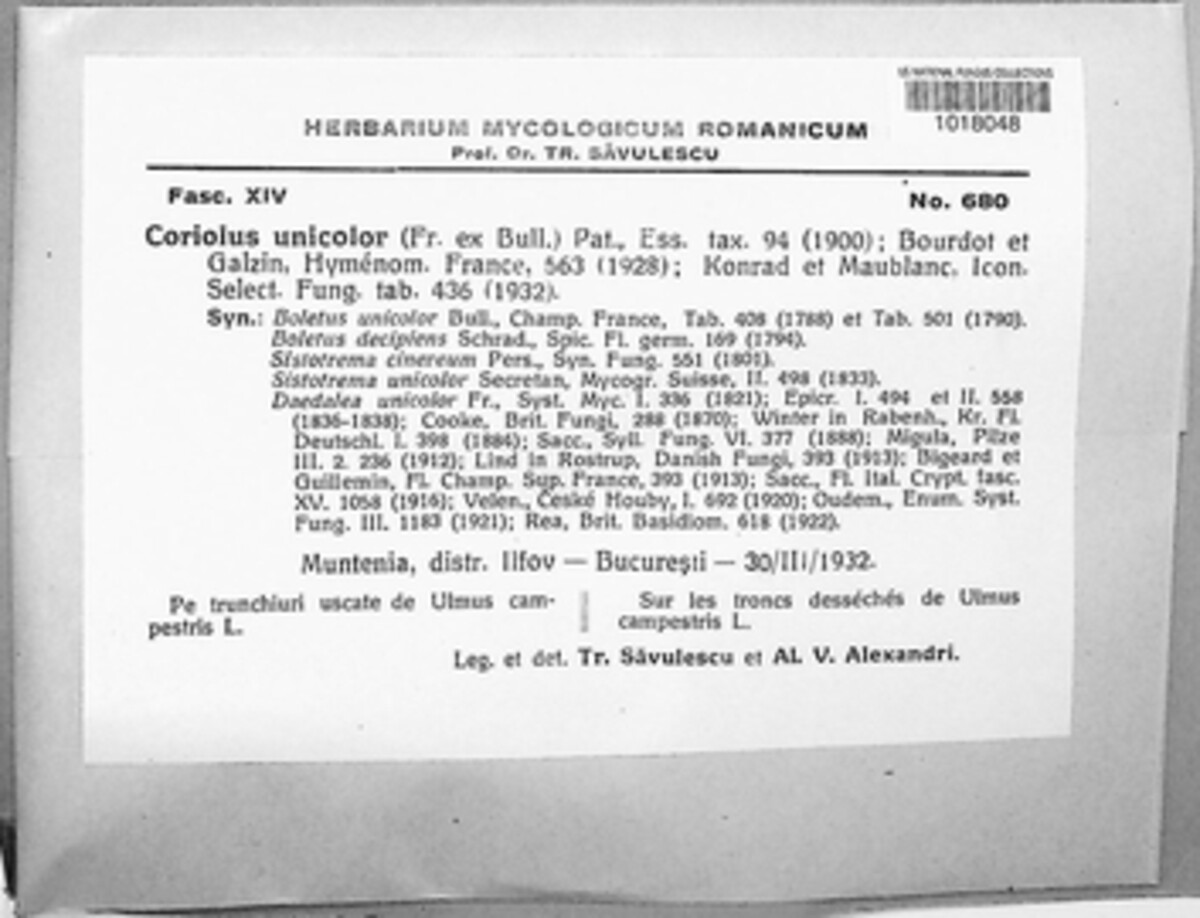 US NATIONAL FUNGUS COLLECTIONS
1018048
HERBARIUM MYCOLOGICUM ROMANICUM
Prof. Dr. TR. SĂVULESCU
Fasc. XIV
No. 680
Coriolus unicolor (Fr. ex Bull.) Pat., Ess. tax. 94 (1900); Bourdot et
Galzin, Hyménom. France, 563 (1928); Konrad et Maublanc, Icon.
Select. Fung. tab. 436 (1932).
Syn.: Boletus unicolor Bull., Champ. France, Tab. 408 (1788) et Tab. 501 (1790).
Boletus decipiens Schrad., Spic. Fl. germ. 169 (1794).
Sistotrema cinereum Pers., Syn. Fung. 551 (1801).
Sistotrema unicolor Secretan, Mycogr. Suisse, II. 498 (1833).
Daedalea unicolor Fr., Syst. Myc. I. 336 (1821); Epicr. I. 494 et II. 558
(1836-1838); Cooke, Brit. Fungi, 288 (1870); Winter in Rabenh., Kr. Fl.
Deutschl. I. 398 (1884); Sacc., Syll. Fung. VI. 377 (1888); Migula, Pilze
III. 2. 236 (1912); Lind in Rostrup, Danish Fungi, 393 (1913); Bigeard et
Guillemin, Fl. Champ. Sup. France, 393 (1913); Sacc., Fl. Ital. Crypt. fasc.
XV. 1058 (1916); Velen., České Houby, I. 692 (1920); Oudem., Enum. Syst.
Fung. III. 1183 (1921); Rea, Brit. Basidiom. 618 (1922).
Muntenia, distr. Ilfov — București — 30/III/1932.
Pe trunchiuri uscate de Ulmus cam-
pestris L.
Sur les troncs desséchés de Ulmus
campestris L.
Leg. et det. Tr. Săvulescu et Al. V. Alexandri.